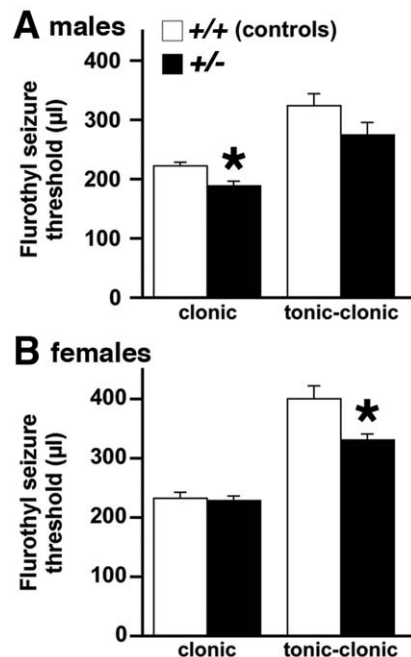 A males
+/+ (controls)
+/-
Flurothyl seizure
threshold (µl)
400
300
200
100
0
*
clonic
tonic-clonic
B females
Flurothyl seizure
threshold (µl)
400
300
200
100
0
*
clonic
tonic-clonic